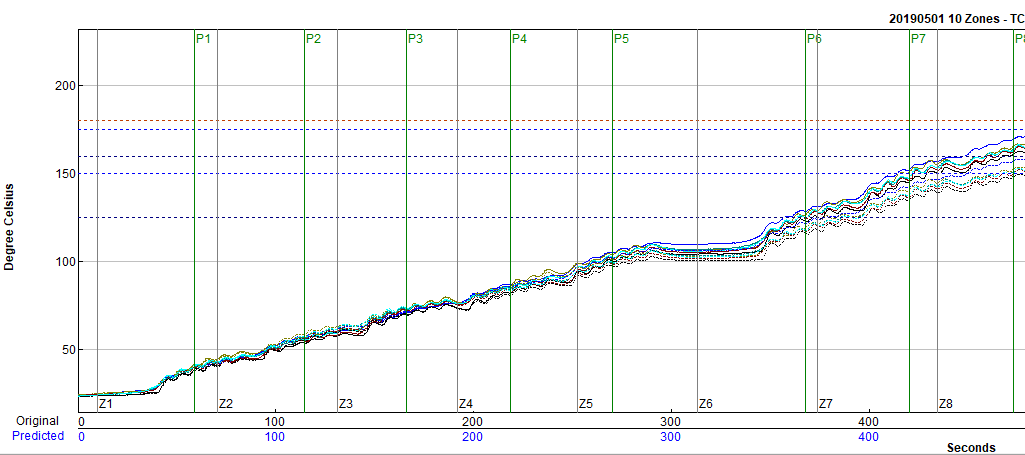 20190501 10 Zones - TC
P1 P2 P3 P4 P5 P6 P7 P8
200
150
100
50
Degree Celsius
Z1 Z2 Z3 Z4 Z5 Z6 Z7 Z8
Original 0 100 200 300 400
Predicted 0 100 200 300 400
Seconds